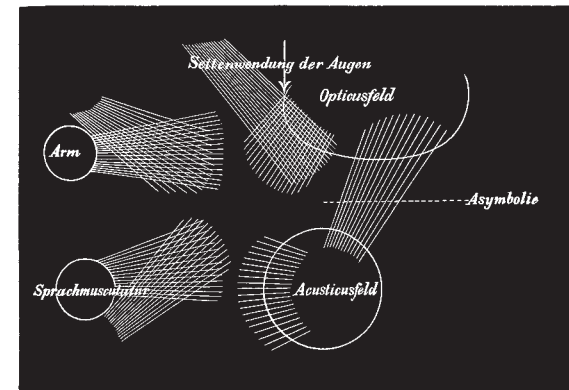 Seitenwendung der Augen
Opticusfeld
Arm
Asymbolie
Sprachmusculatur
Acusticusfeld